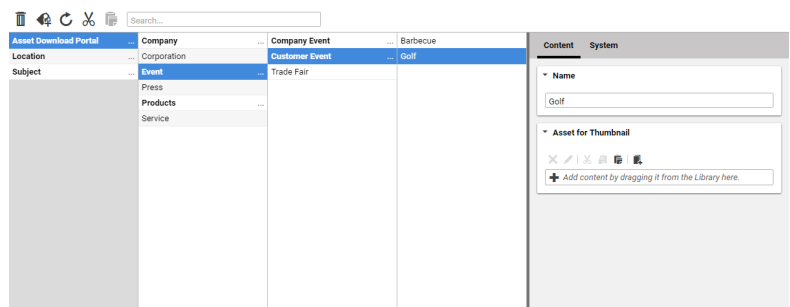 Search...
Asset Download Portal ...
Location ...
Subject ...
Company ...
Corporation
Event ...
Press
Products ...
Service
Company Event ...
Customer Event ...
Trade Fair
Barbecue
Golf
Content System
Name
Golf
Asset for Thumbnail
Add content by dragging it from the Library here.